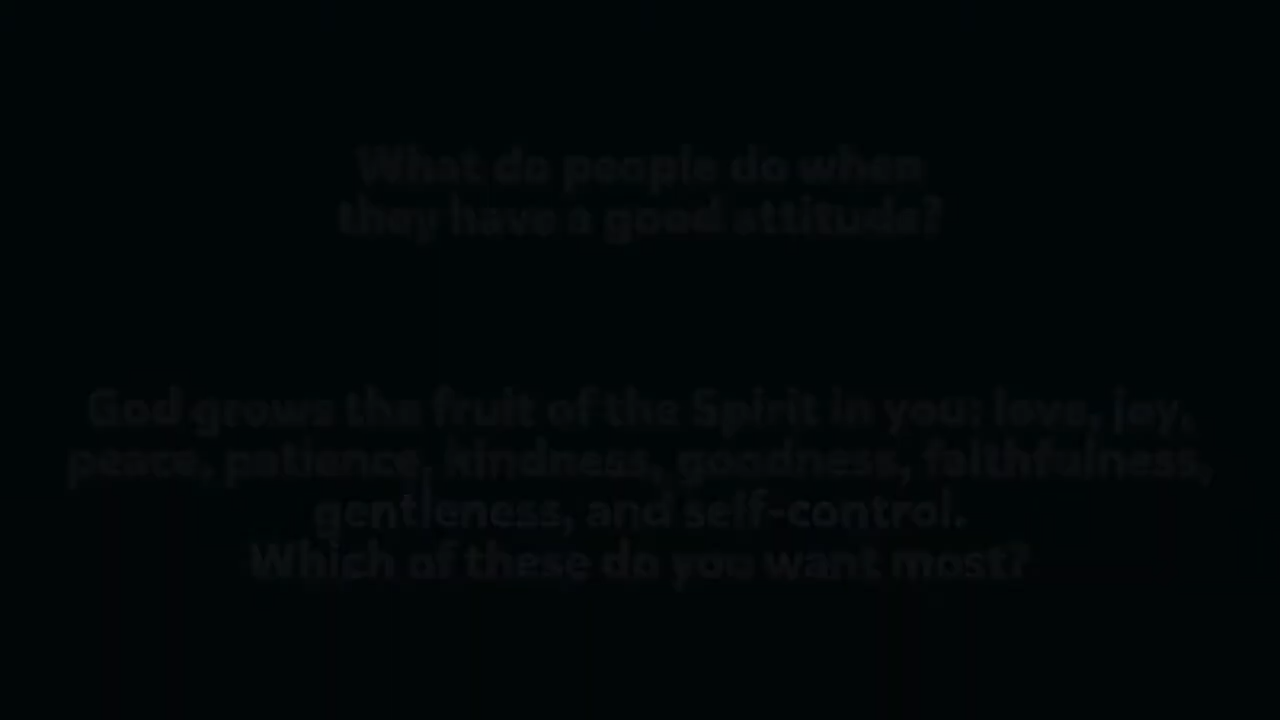 What do people do when
they have a good attitude?
God grows the fruit of the Spirit in you: love, joy,
peace, patience, kindness, goodness, faithfulness,
gentleness, and self-control.
Which of these do you want most?